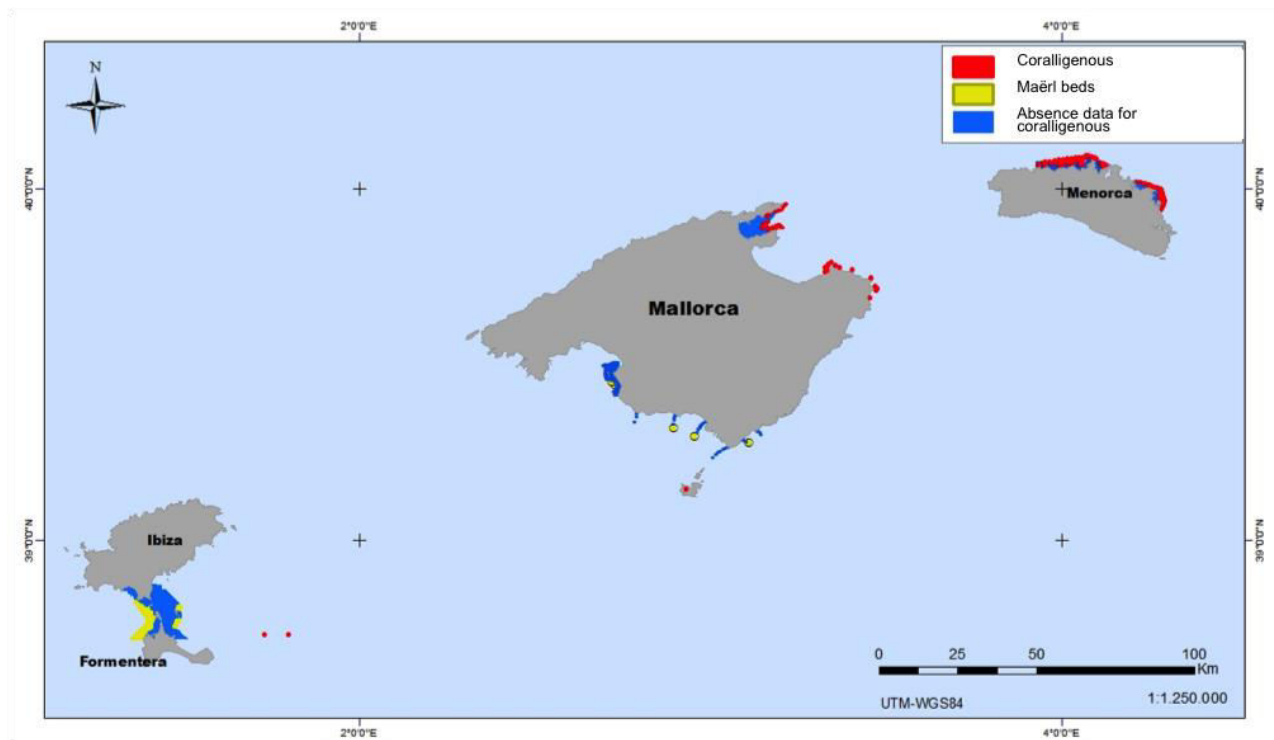 2°0'0"E
4°0'0"E
N
Coralligenous
Maërl beds
Absence data for
coralligenous
40°0'0"N
40°0'0"N
Menorca
Mallorca
39°0'0"N
Ibiza
39°0'0"N
Formentera
0
25
50
100
Km
UTM-WGS84
1:1.250.000
2°0'0"E
4°0'0"E